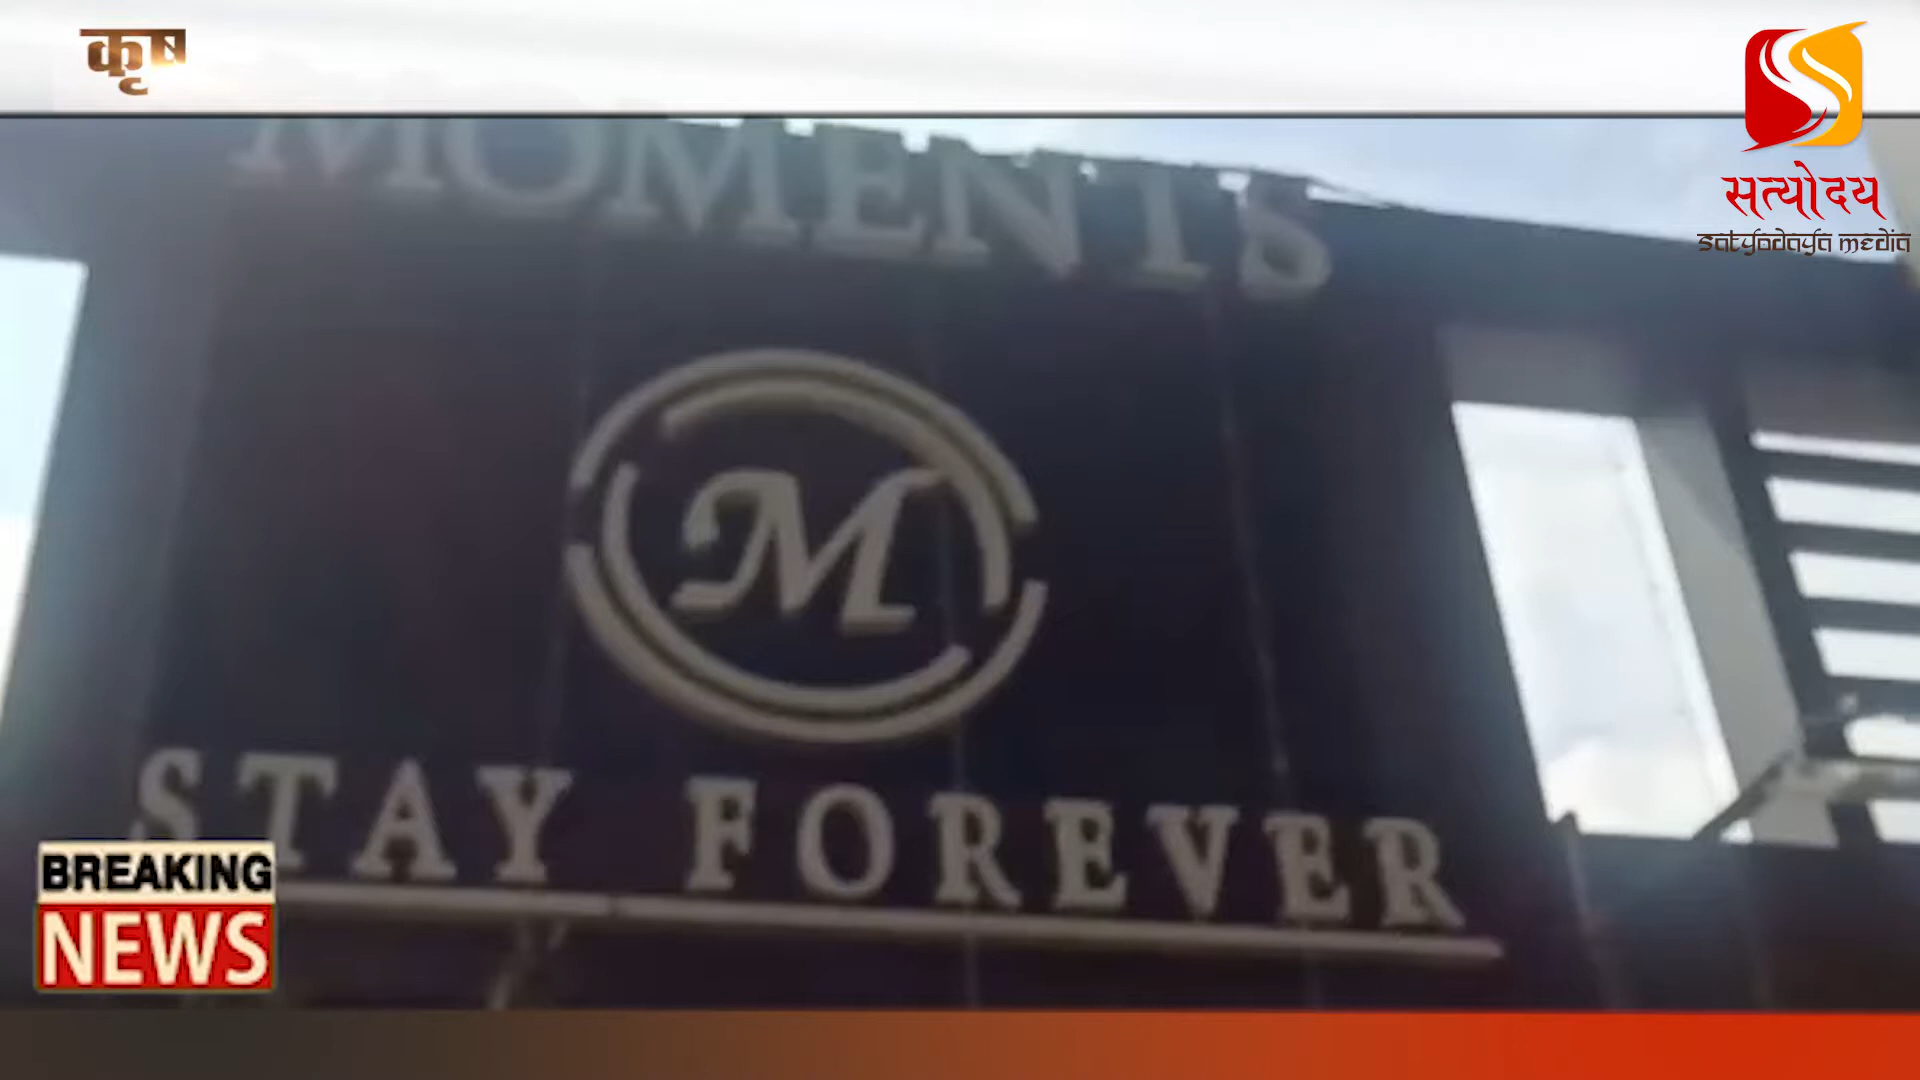 कृष
सत्योदय
satyodaya media
MOMENTS
M
STAY FOREVER
BREAKING
NEWS